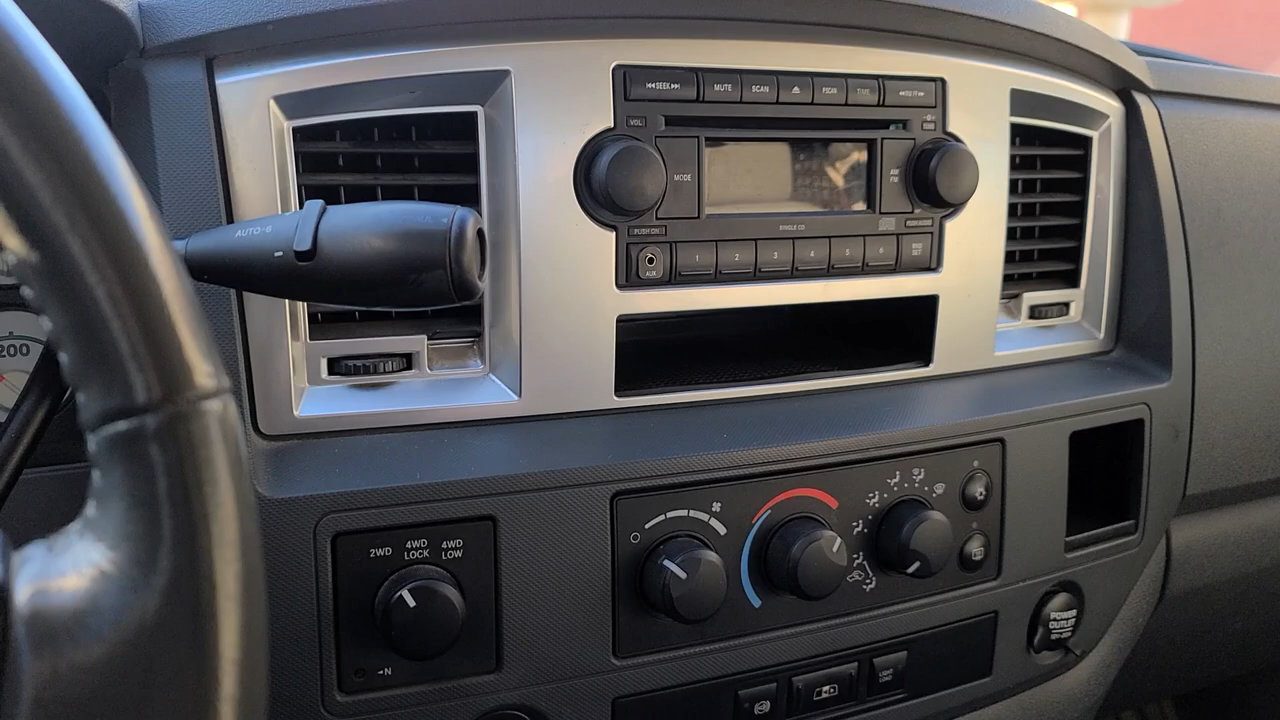 SEEK
MUTE
SCAN
PSCAN
TIME
VOL
MODE
AM
FM
PUSH ON
SINGLE CD
AUX
1
2
3
4
5
6
AUTO-6
200
2WD
4WD
LOCK
4WD
LOW
N
POWER
OUTLET